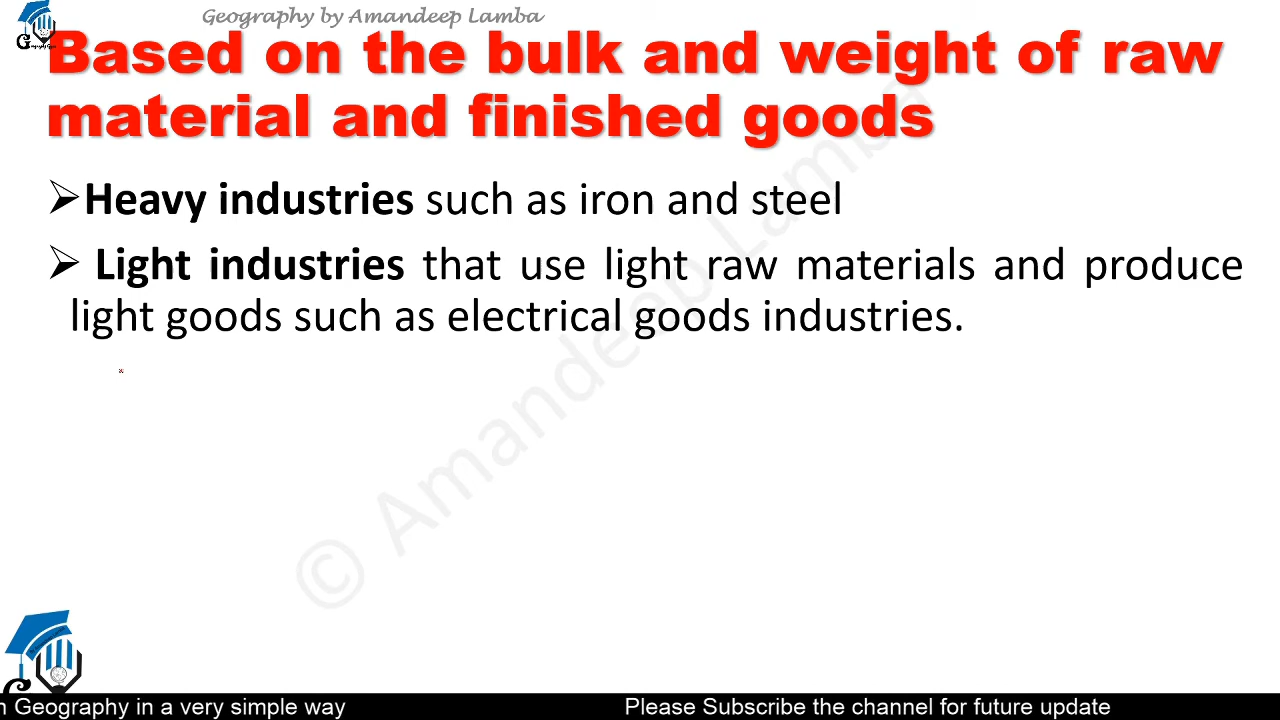 Geography by Amandeep Lamba
Based on the bulk and weight of raw
material and finished goods
➢Heavy industries such as iron and steel
➢ Light industries that use light raw materials and produce
light goods such as electrical goods industries.
© Amandeep Lamba
Geography in a very simple way Please Subscribe the channel for future update